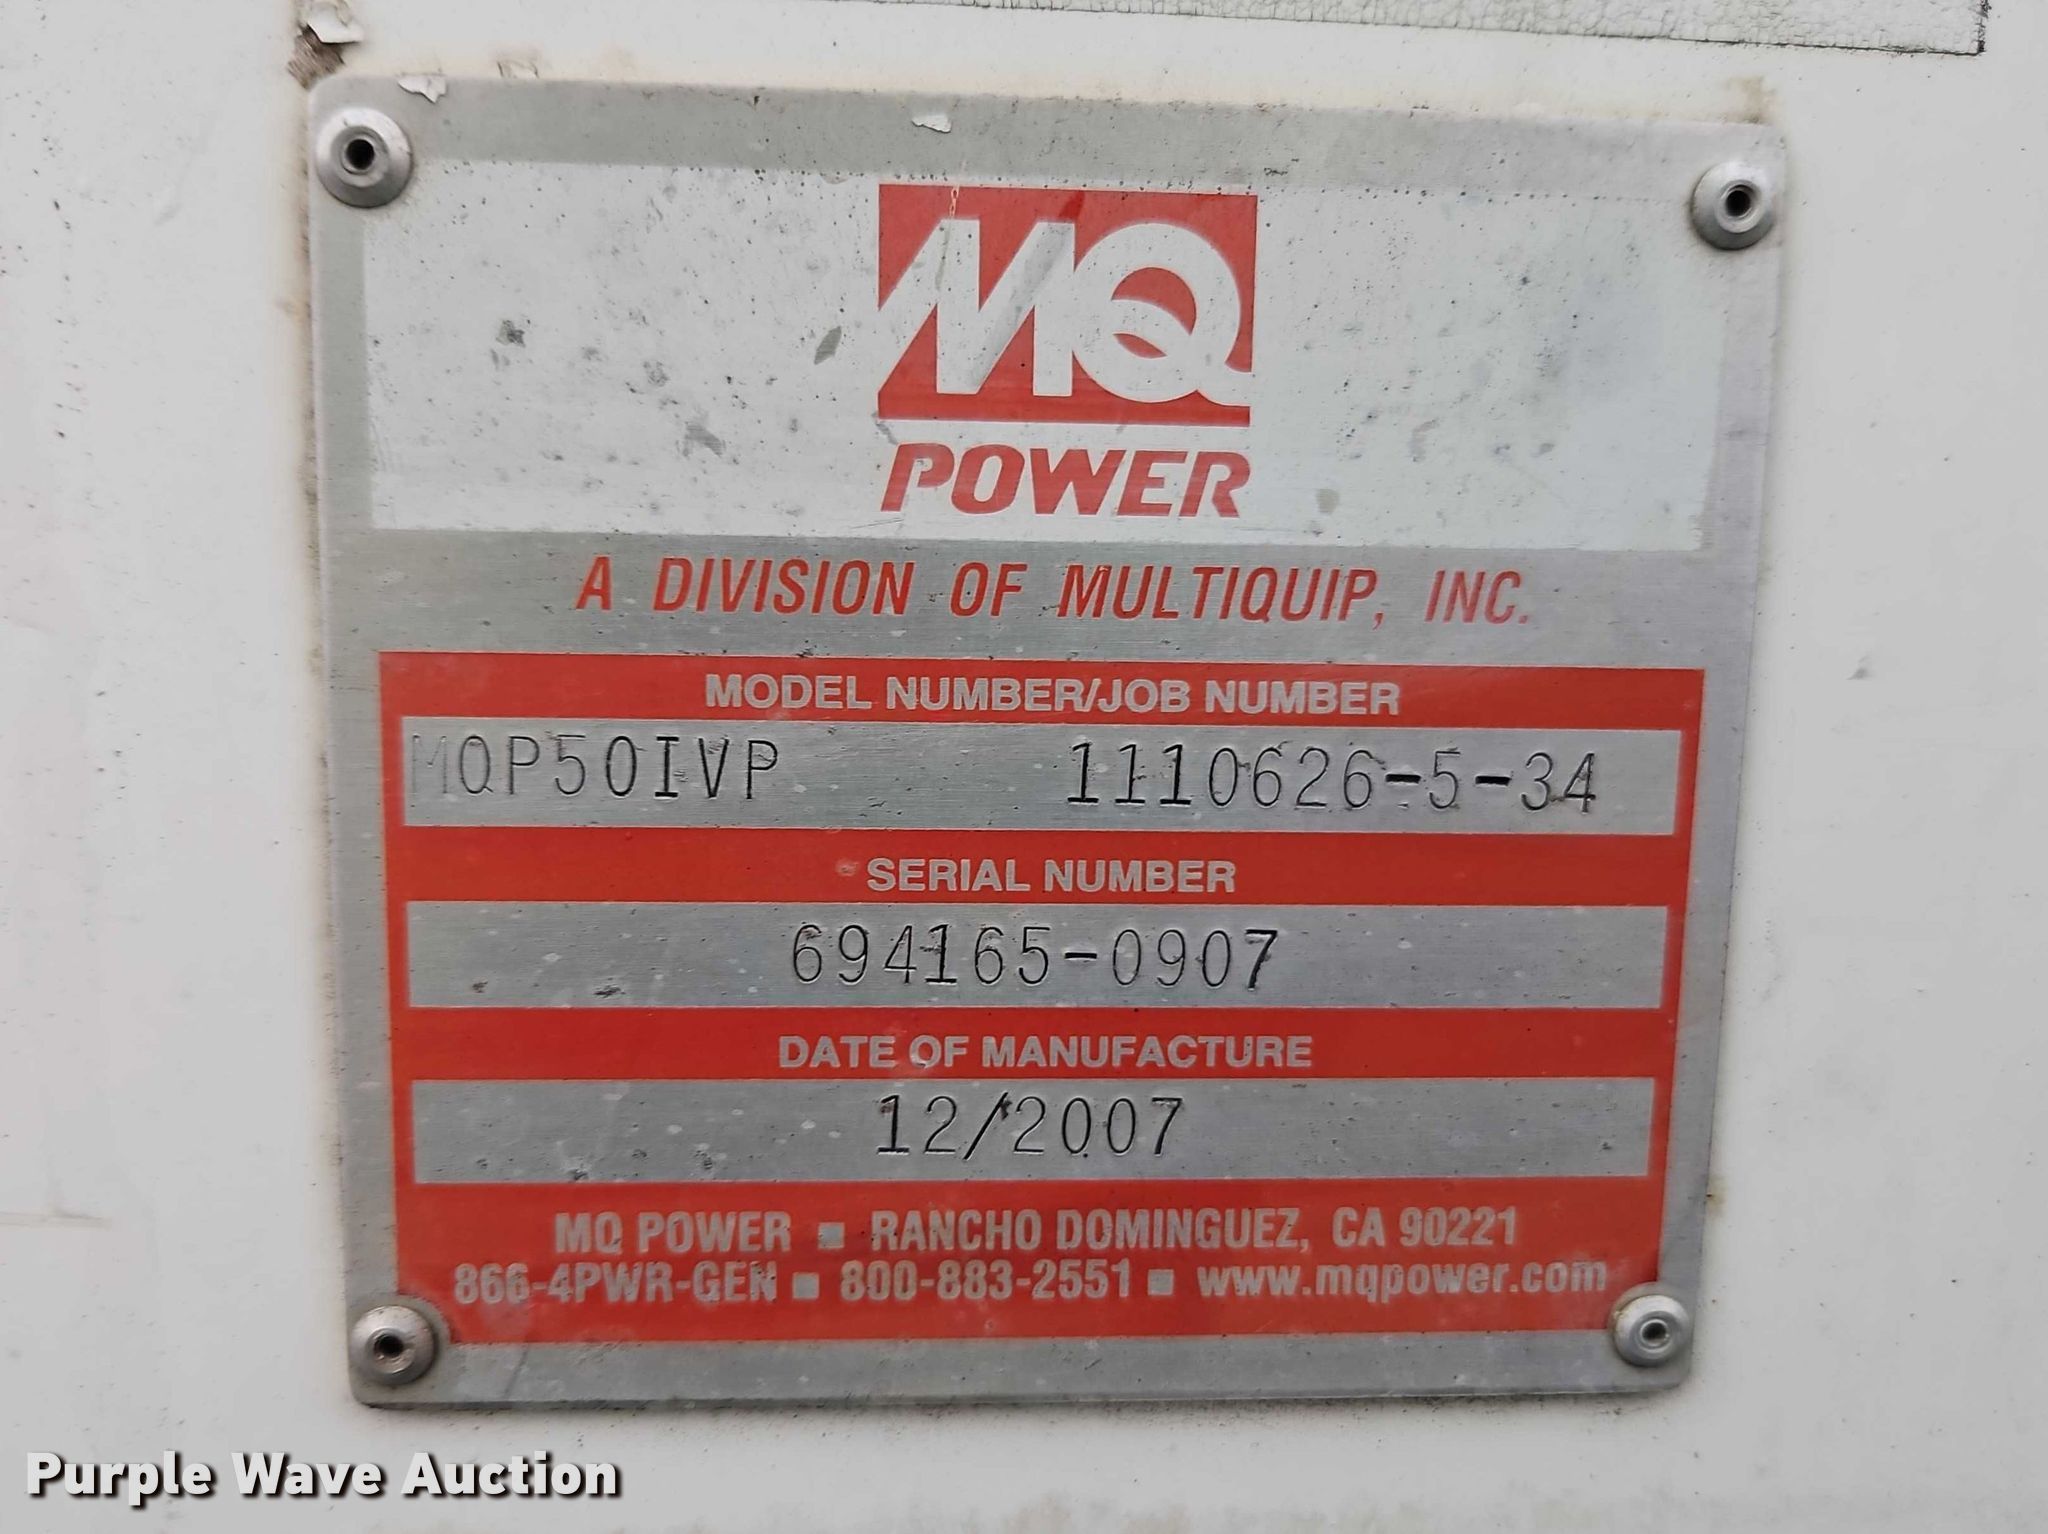 MQ
POWER
A DIVISION OF MULTIQUIP, INC.
MODEL NUMBER/JOB NUMBER
MQP50IVP 1110626-5-34
SERIAL NUMBER
694165-0907
DATE OF MANUFACTURE
12/2007
MQ POWER ▪ RANCHO DOMINGUEZ, CA 90221
866-4PWR-GEN ▪ 800-883-2551 ▪ www.mqpower.com
Purple Wave Auction